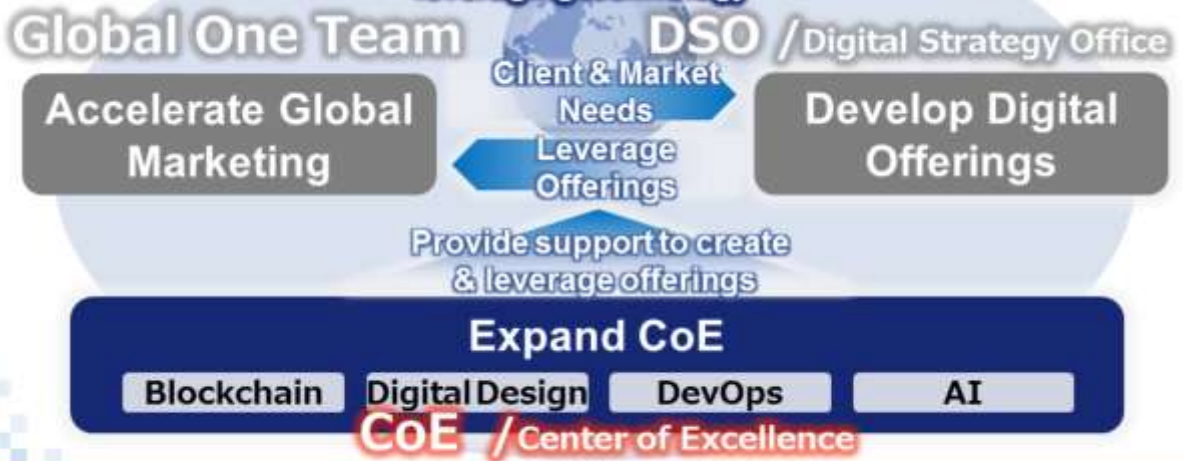 Global One Team
DSO /Digital Strategy Office
Client & Market
Needs
Accelerate Global
Marketing
Develop Digital
Offerings
Leverage
Offerings
Provide support to create
& leverage offerings
Expand CoE
Blockchain
Digital Design
DevOps
AI
CoE /Center of Excellence